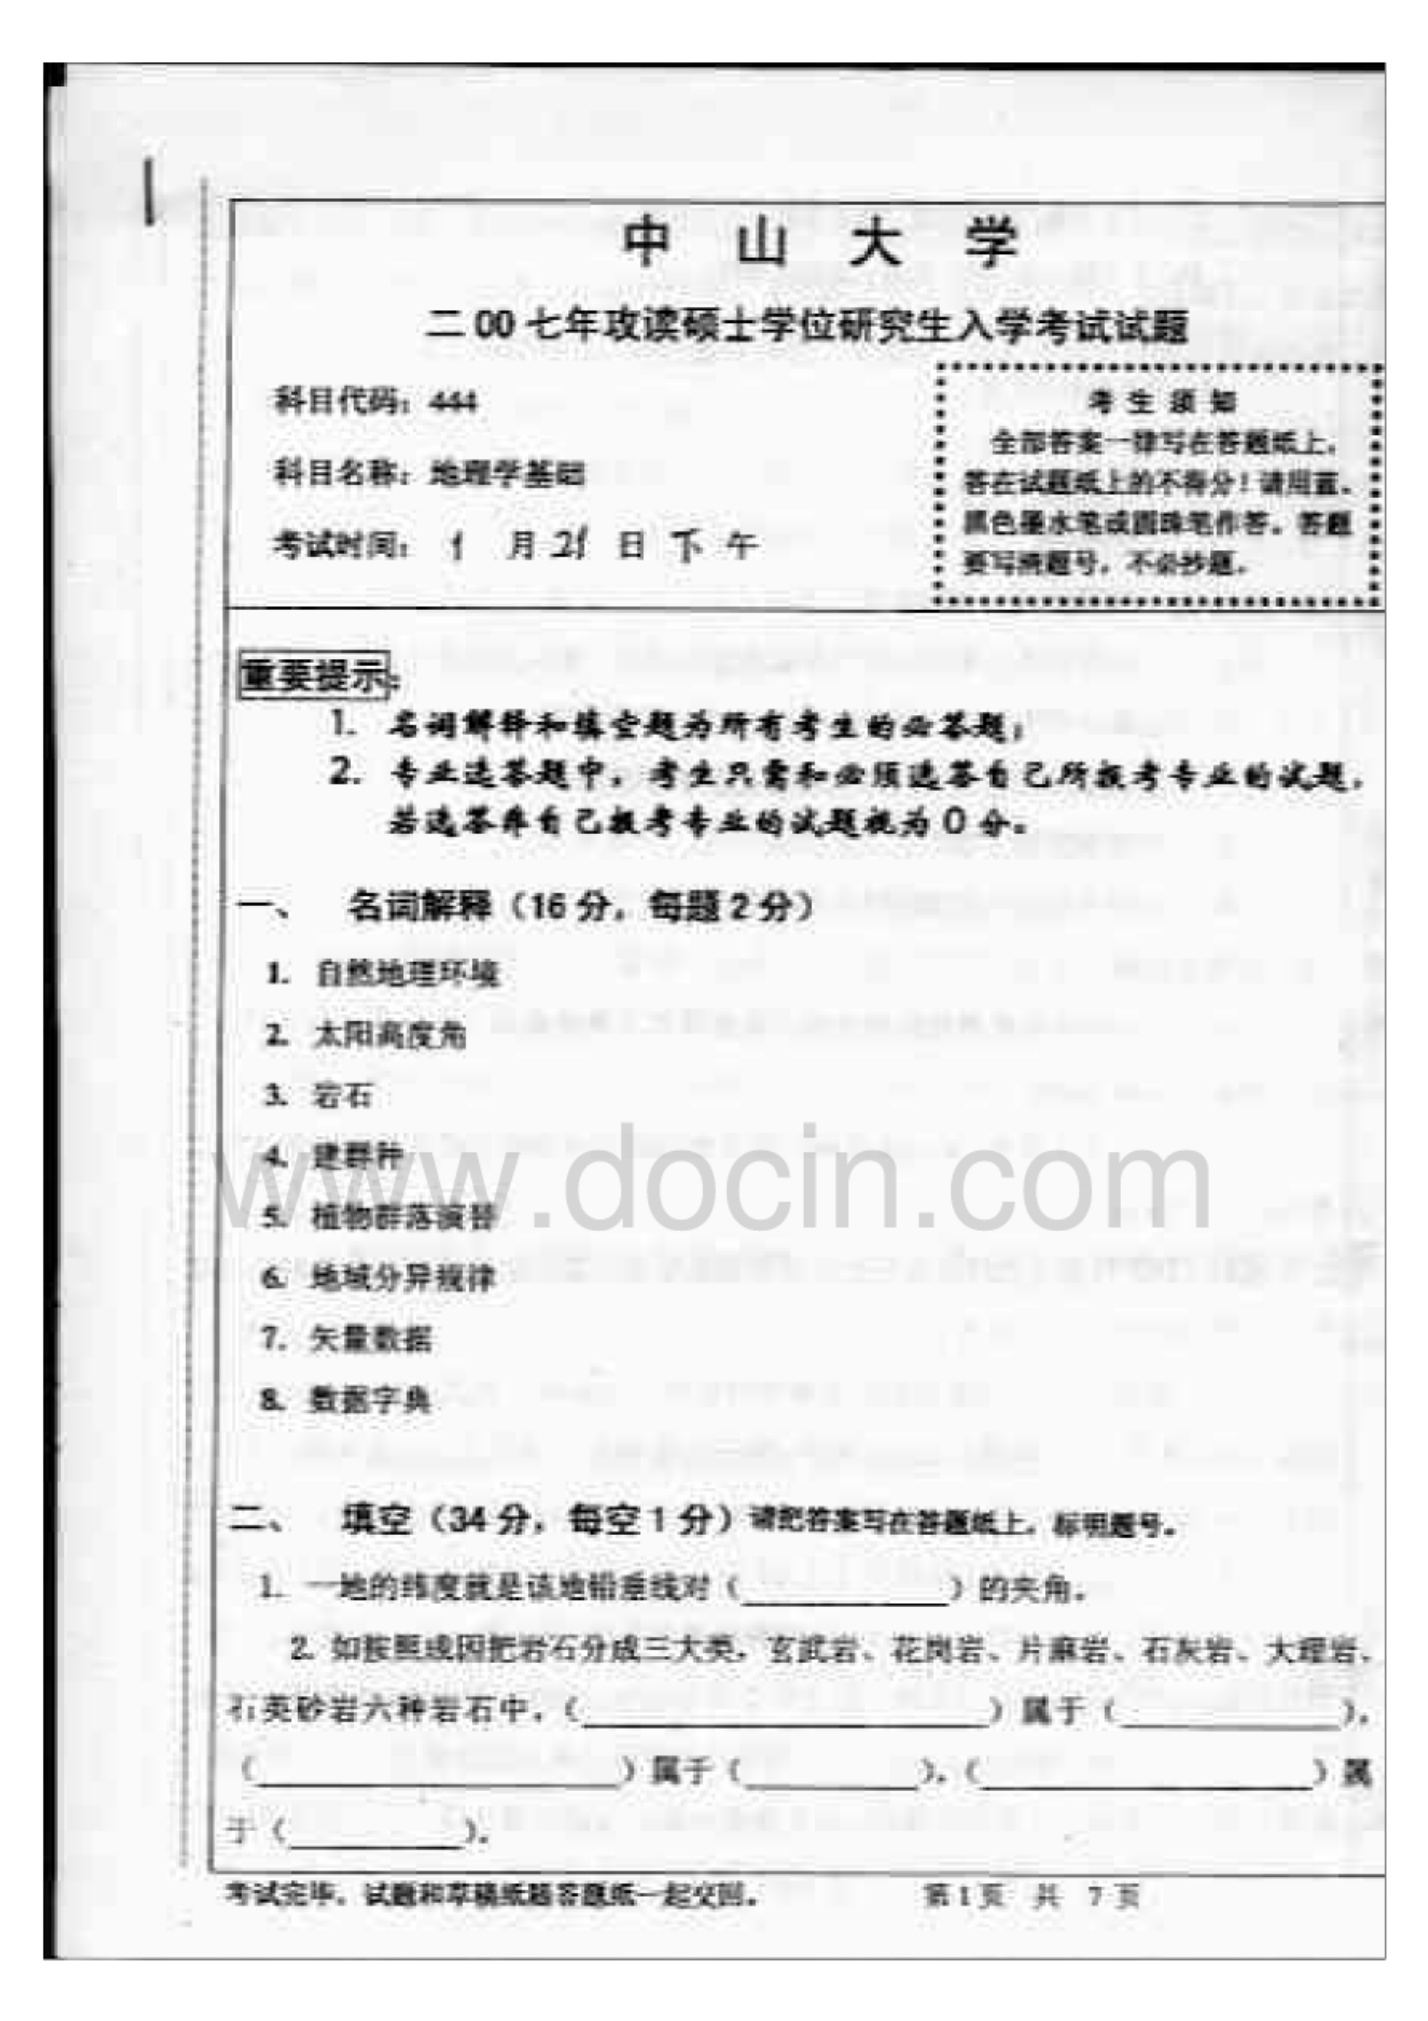 中 山 大 学
二00七年攻读硕士学位研究生入学考试试题
科目代码：444
科目名称：地理学基础
考试时间： 1 月 21 日 下 午
考 生 须 知
全部答案一律写在答题纸上，
答在试题纸上的不得分！请用蓝、
黑色墨水笔或圆珠笔作答。答题
要写清题号，不必抄题。
重要提示：
1. 名词解释和填空题为所有考生的必答题；
2. 专业选答题中，考生只需和必须选答自己所报考专业的试题，
若选答非自己报考专业的试题视为0分。
一、 名词解释（16分，每题2分）
1. 自然地理环境
2. 太阳高度角
3. 岩石
4. 建群种
5. 植物群落演替
6. 地域分异规律
7. 矢量数据
8. 数据字典
www.docin.com
二、 填空（34分，每空1分）请把答案写在答题纸上，标明题号。
1. 一地的纬度就是该地铅垂线对（____________）的夹角。
2. 如按照成因把岩石分成三大类，玄武岩、花岗岩、片麻岩、石灰岩、大理岩、
石英砂岩六种岩石中，（________________________）属于（_____________），
（______________________）属于（__________），（____________________）属
于（__________）。
考试完毕，试题和草稿纸随答题纸一起交回。 第 1 页 共 7 页